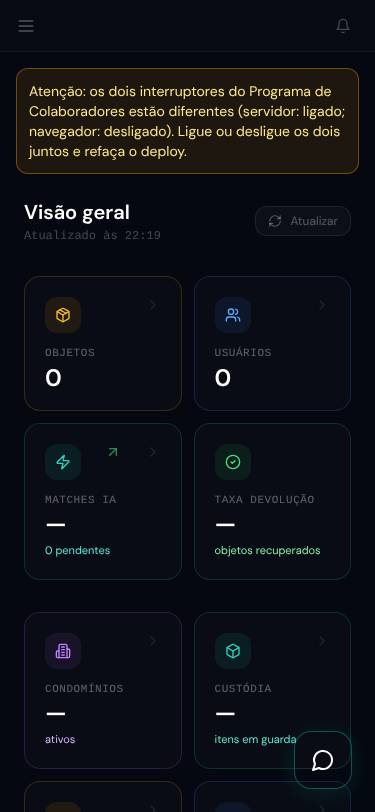 Atenção: os dois interruptores do Programa de
Colaboradores estão diferentes (servidor: ligado;
navegador: desligado). Ligue ou desligue os dois
juntos e refaça o deploy.
Visão geral
Atualizado às 22:19
Atualizar
OBJETOS
0
USUÁRIOS
0
MATCHES IA
—
0 pendentes
TAXA DEVOLUÇÃO
—
objetos recuperados
CONDOMÍNIOS
—
ativos
CUSTÓDIA
—
itens em guarda